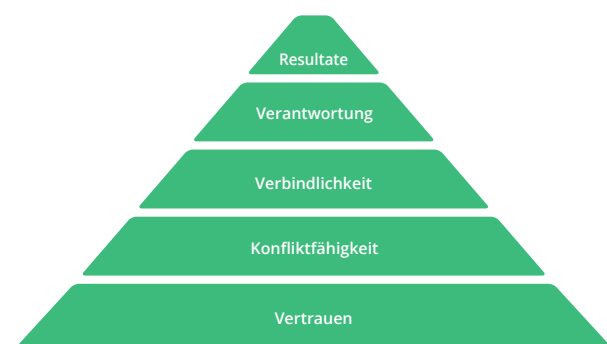 Resultate
Verantwortung
Verbindlichkeit
Konfliktfähigkeit
Vertrauen